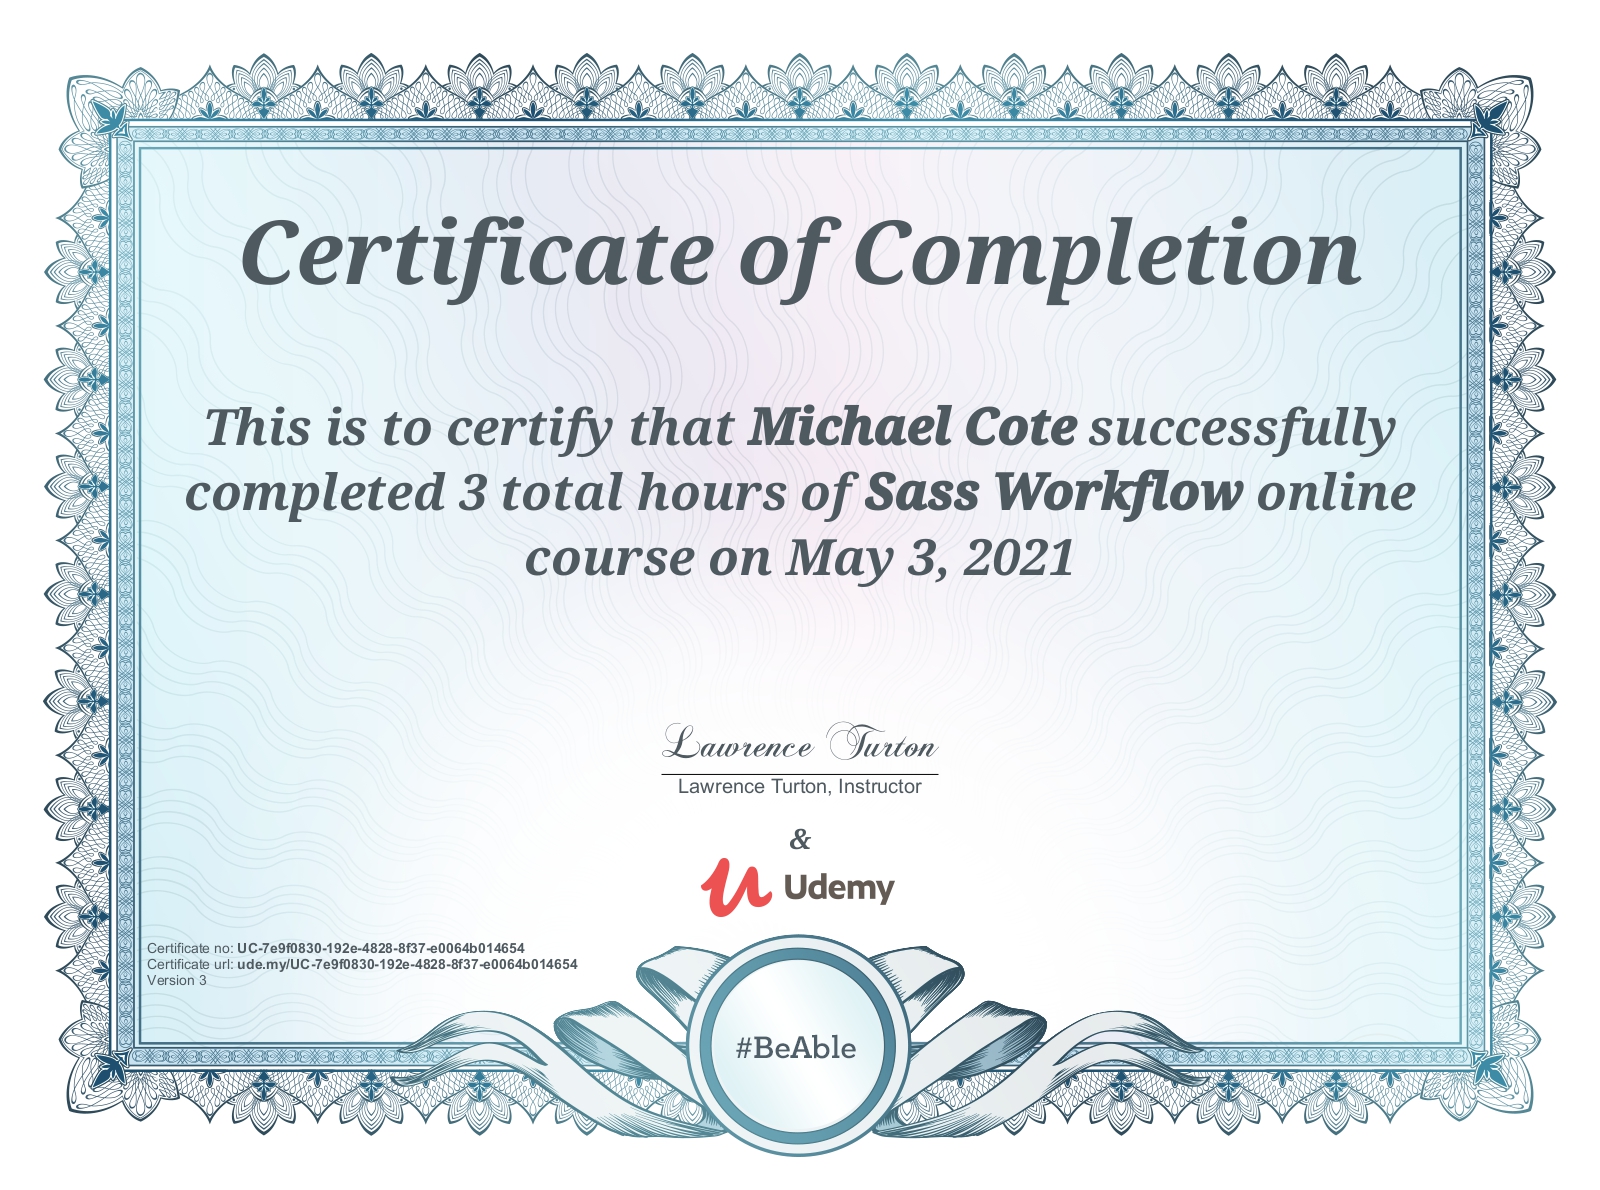 Certificate of Completion
This is to certify that Michael Cote successfully
completed 3 total hours of Sass Workflow online
course on May 3, 2021
Lawrence Turton
Lawrence Turton, Instructor
&
Udemy
Certificate no: UC-7e9f0830-192e-4828-8f37-e0064b014654
Certificate url: ude.my/UC-7e9f0830-192e-4828-8f37-e0064b014654
Version 3
#BeAble